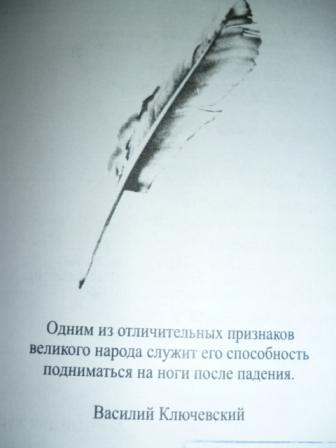 Одним из отличительных признаков
великого народа служит его способность
подниматься на ноги после падения.
Василий Ключевский